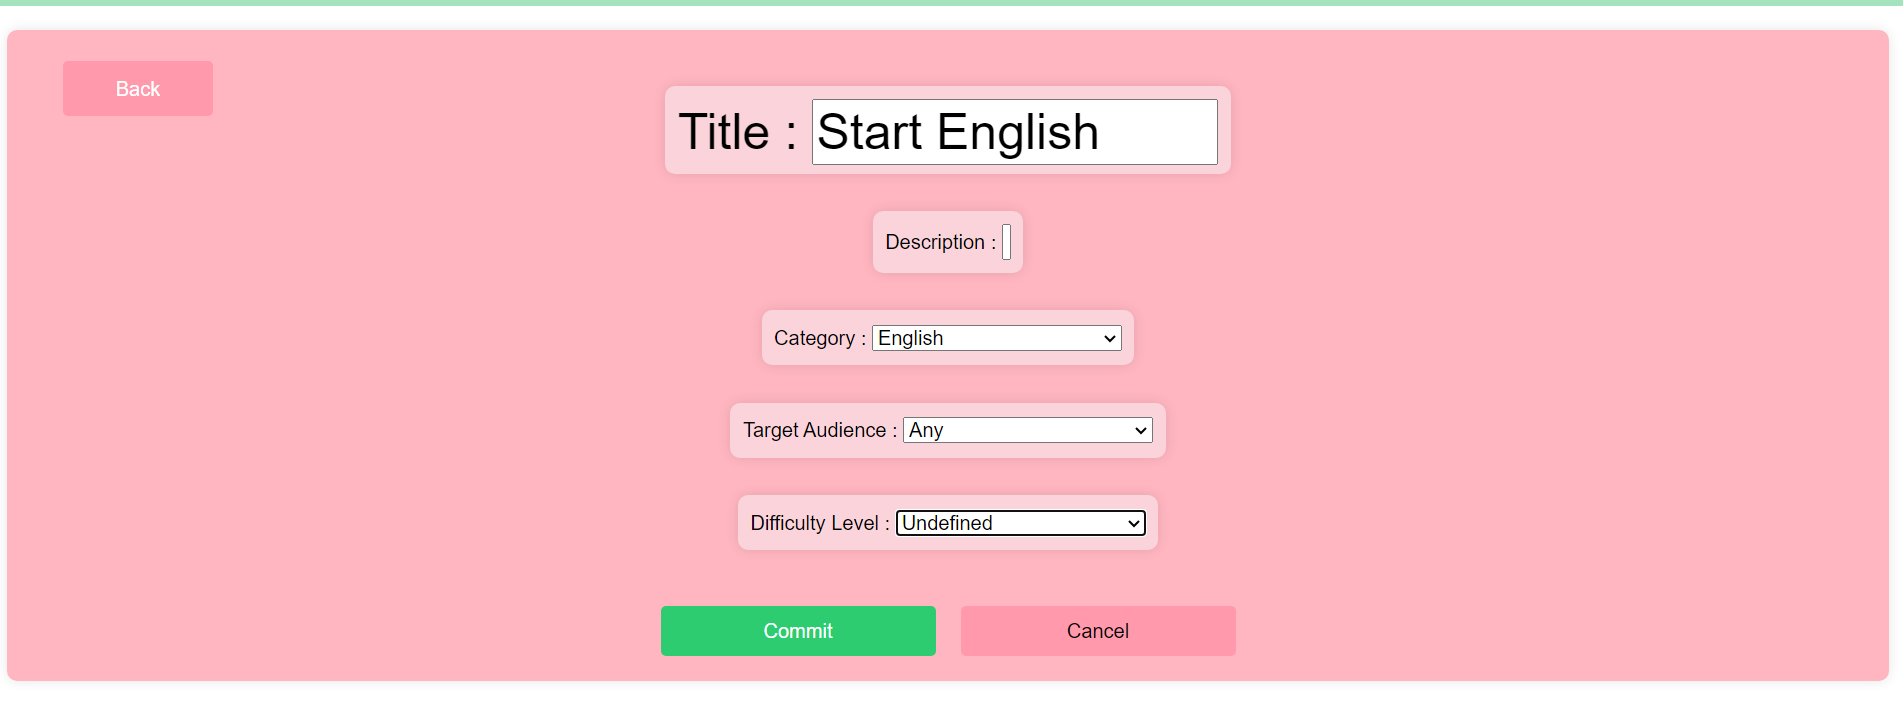 Back
Title : Start English
Description :
Category : English
Target Audience : Any
Difficulty Level : Undefined
Commit Cancel